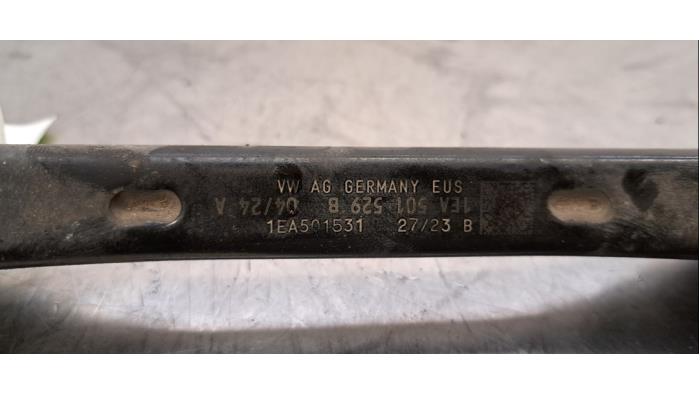 VW AG GERMANY EUS
1EA 501 529 B 04/24 A
1EA501531 27/23 B